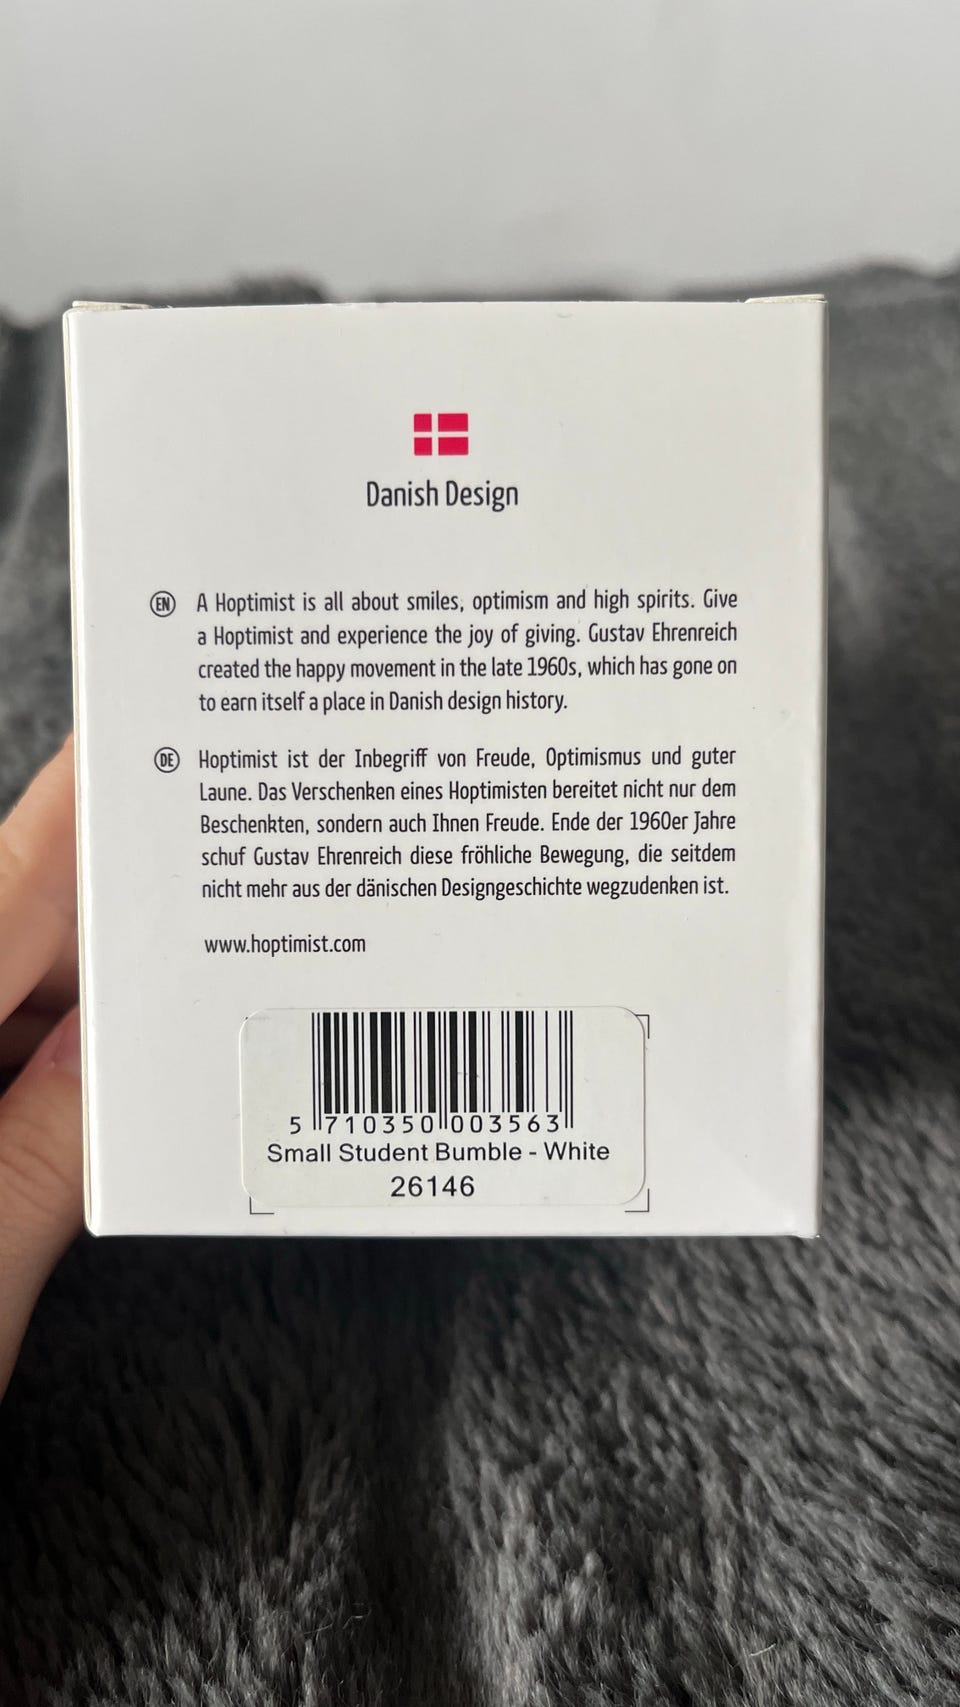 Danish Design
EN A Hoptimist is all about smiles, optimism and high spirits. Give
a Hoptimist and experience the joy of giving. Gustav Ehrenreich
created the happy movement in the late 1960s, which has gone on
to earn itself a place in Danish design history.
DE Hoptimist ist der Inbegriff von Freude, Optimismus und guter
Laune. Das Verschenken eines Hoptimisten bereitet nicht nur dem
Beschenkten, sondern auch Ihnen Freude. Ende der 1960er Jahre
schuf Gustav Ehrenreich diese fröhliche Bewegung, die seitdem
nicht mehr aus der dänischen Designgeschichte wegzudenken ist.
www.hoptimist.com
5 710350 003563
Small Student Bumble - White
26146